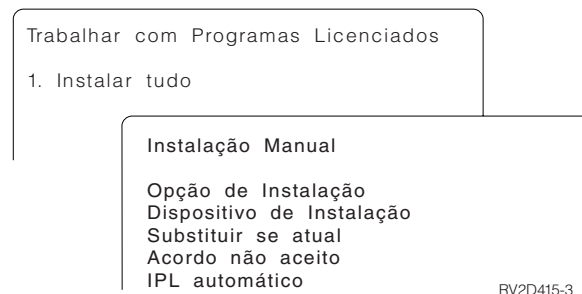 Trabalhar com Programas Licenciados
1. Instalar tudo
Instalação Manual
Opção de Instalação
Dispositivo de Instalação
Substituir se atual
Acordo não aceito
IPL automático
RV2D415-3